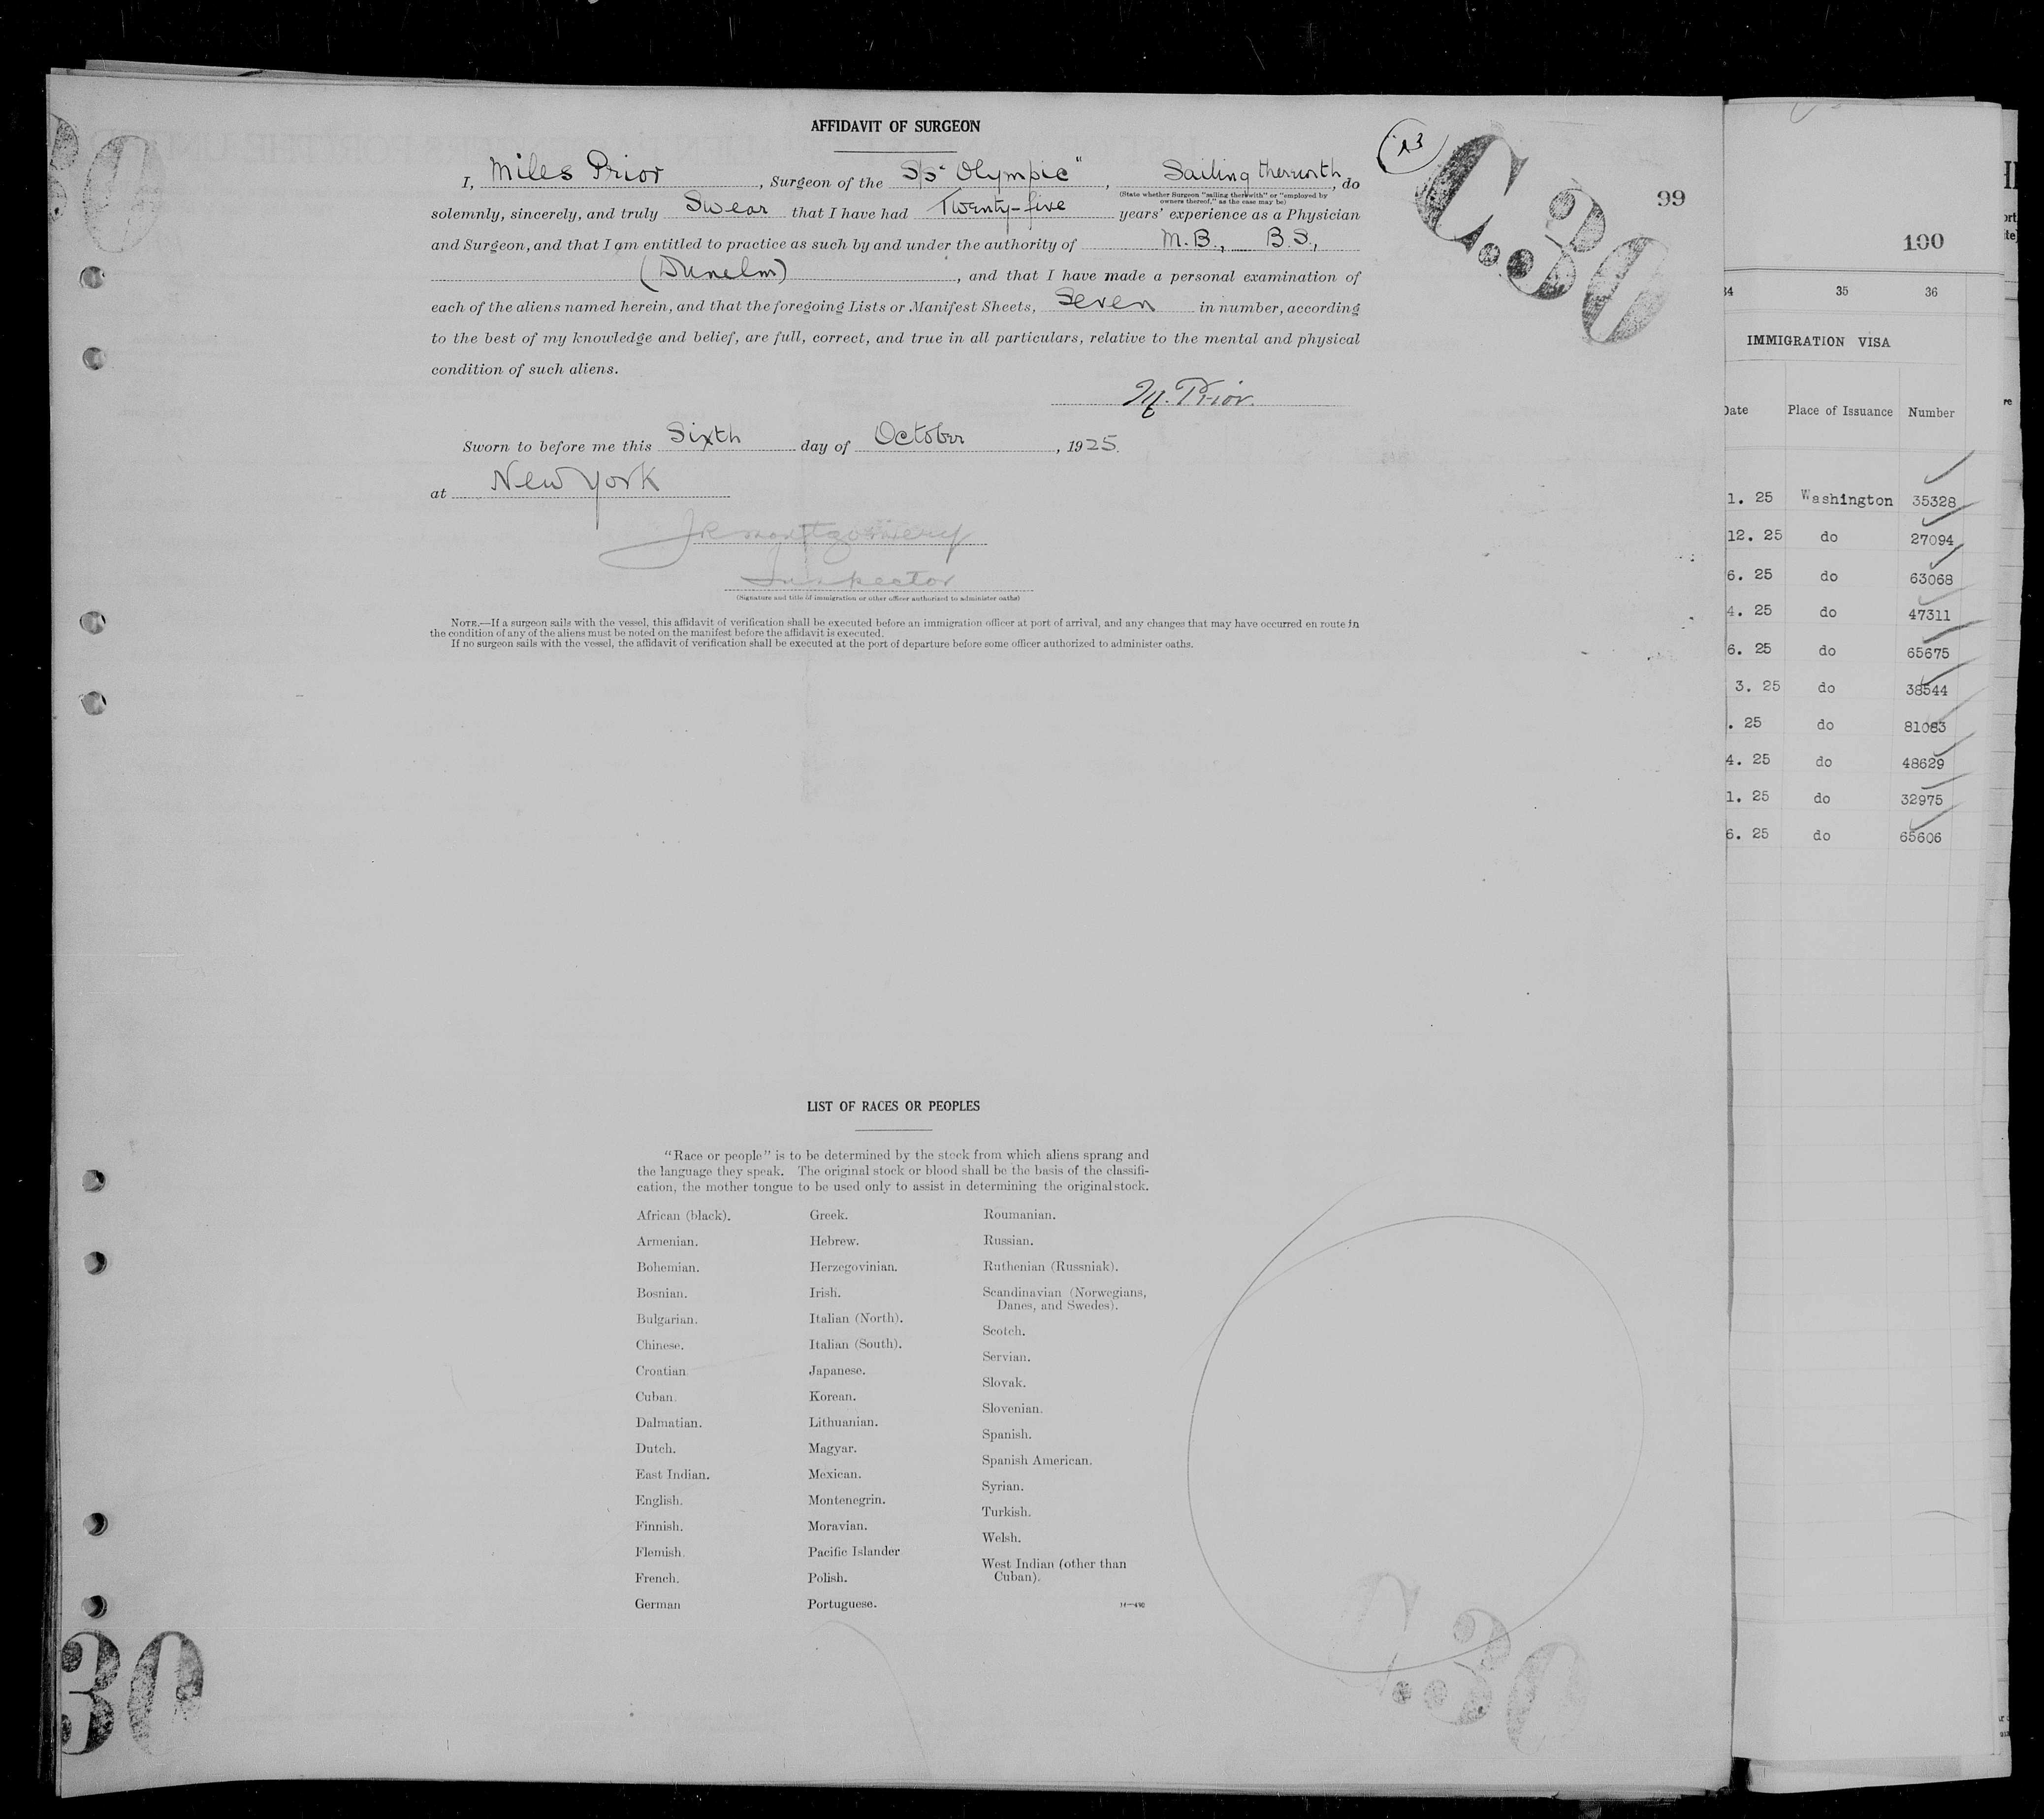 AFFIDAVIT OF SURGEON
I, Miles Prior, Surgeon of the S/S "Olympic", Sailing therewith, do
(State whether Surgeon "sailing therewith" or "employed by
owners thereof," as the case may be)
solemnly, sincerely, and truly Swear that I have had Twenty-five years' experience as a Physician
and Surgeon, and that I am entitled to practice as such by and under the authority of M.B., B.S.,
(Dunelm), and that I have made a personal examination of
each of the aliens named herein, and that the foregoing Lists or Manifest Sheets, Seven in number, according
to the best of my knowledge and belief, are full, correct, and true in all particulars, relative to the mental and physical
condition of such aliens.
M. Prior.
Sworn to before me this Sixth day of October, 1925.
at New York
JR Montgomery
Inspector
(Signature and title of immigration or other officer authorized to administer oaths)
NOTE.—If a surgeon sails with the vessel, this affidavit of verification shall be executed before an immigration officer at port of arrival, and any changes that may have occurred en route in
the condition of any of the aliens must be noted on the manifest before the affidavit is executed.
If no surgeon sails with the vessel, the affidavit of verification shall be executed at the port of departure before some officer authorized to administer oaths.
C.30
99
LIST OF RACES OR PEOPLES
"Race or people" is to be determined by the stock from which aliens sprang and
the language they speak. The original stock or blood shall be the basis of the classifi-
cation, the mother tongue to be used only to assist in determining the original stock.
African (black).
Armenian.
Bohemian.
Bosnian.
Bulgarian.
Chinese.
Croatian.
Cuban.
Dalmatian.
Dutch.
East Indian.
English.
Finnish.
Flemish.
French.
German
Greek.
Hebrew.
Herzegovinian.
Irish.
Italian (North).
Italian (South).
Japanese.
Korean.
Lithuanian.
Magyar.
Mexican.
Montenegrin.
Moravian.
Pacific Islander
Polish.
Portuguese.
Roumanian.
Russian.
Ruthenian (Russniak).
Scandinavian (Norwegians,
Danes, and Swedes).
Scotch.
Servian.
Slovak.
Slovenian.
Spanish.
Spanish American.
Syrian.
Turkish.
Welsh.
West Indian (other than
Cuban).
30
C.30
100
34 35 36
IMMIGRATION VISA
Date Place of Issuance Number
1. 25 Washington 35328
12. 25 do 27094
6. 25 do 63068
4. 25 do 47311
6. 25 do 65675
3. 25 do 38544
. 25 do 81083
4. 25 do 48629
1. 25 do 32975
6. 25 do 65606